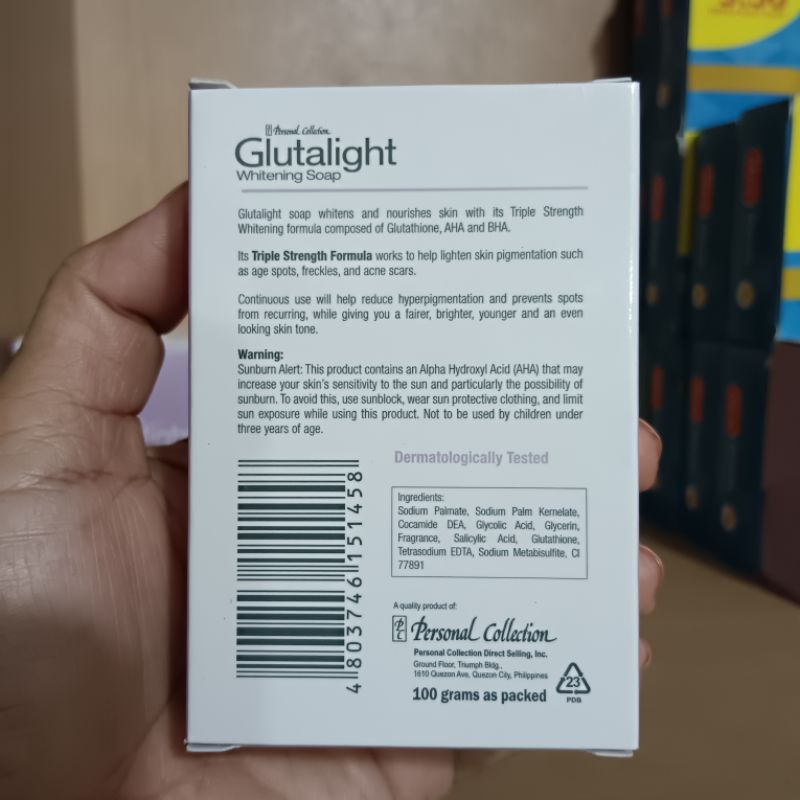 Personal Collection
Glutalight
Whitening Soap
Glutalight soap whitens and nourishes skin with its Triple Strength
Whitening formula composed of Glutathione, AHA and BHA.
Its Triple Strength Formula works to help lighten skin pigmentation such
as age spots, freckles, and acne scars.
Continuous use will help reduce hyperpigmentation and prevents spots
from recurring, while giving you a fairer, brighter, younger and an even
looking skin tone.
Warning:
Sunburn Alert: This product contains an Alpha Hydroxyl Acid (AHA) that may
increase your skin's sensitivity to the sun and particularly the possibility of
sunburn. To avoid this, use sunblock, wear sun protective clothing, and limit
sun exposure while using this product. Not to be used by children under
three years of age.
Dermatologically Tested
Ingredients:
Sodium Palmate, Sodium Palm Kernelate,
Cocamide DEA, Glycolic Acid, Glycerin,
Fragrance, Salicylic Acid, Glutathione,
Tetrasodium EDTA, Sodium Metabisulfite, CI
77891
4 803746 151458
A quality product of:
Personal Collection
Personal Collection Direct Selling, Inc.
Ground Floor, Triumph Bldg.,
1610 Quezon Ave, Quezon City, Philippines
100 grams as packed
23
PDB